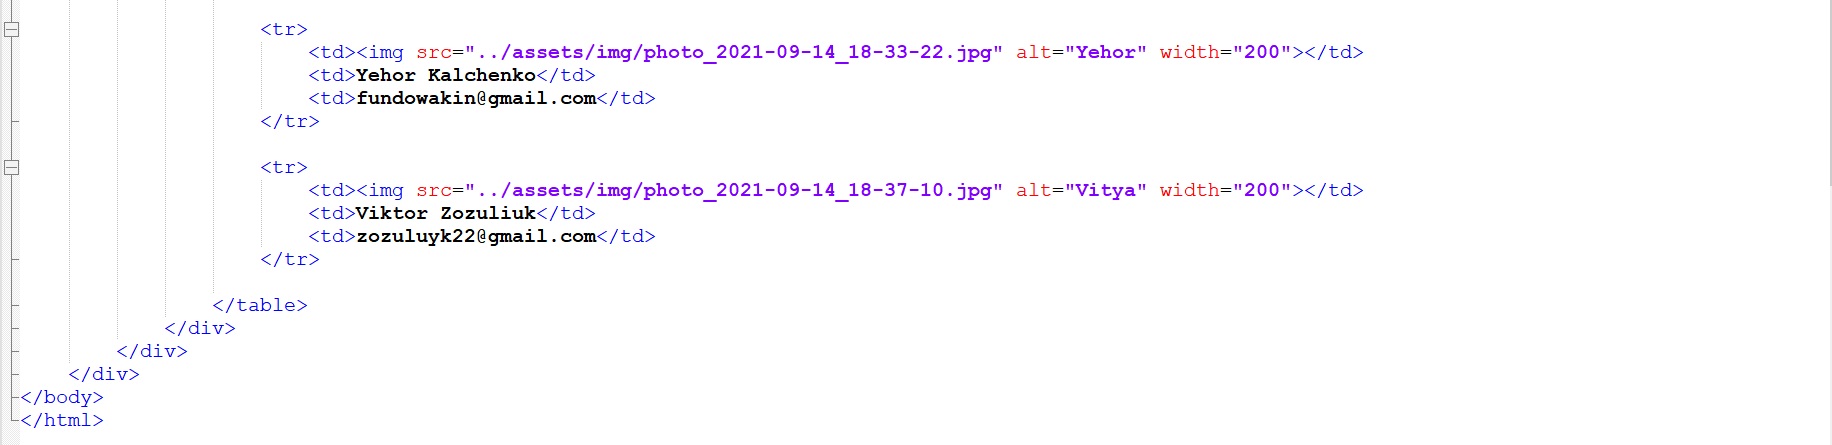 <tr>
<td><img src="../assets/img/photo_2021-09-14_18-33-22.jpg" alt="Yehor" width="200"></td>
<td>Yehor Kalchenko</td>
<td>fundowakin@gmail.com</td>
</tr>
<tr>
<td><img src="../assets/img/photo_2021-09-14_18-37-10.jpg" alt="Vitya" width="200"></td>
<td>Viktor Zozuliuk</td>
<td>zozuluyk22@gmail.com</td>
</tr>
</table>
</div>
</div>
</div>
</body>
</html>